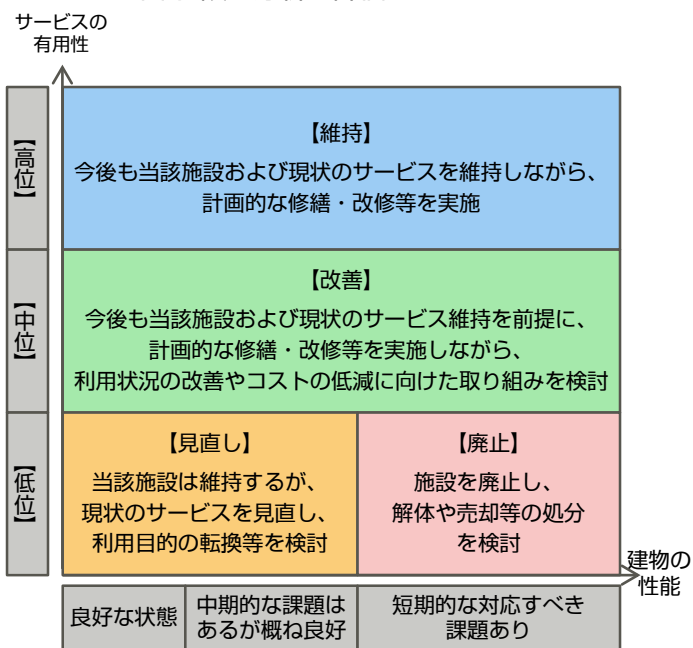 サービスの
有用性
【高位】
【維持】
今後も当該施設および現状のサービスを維持しながら、
計画的な修繕・改修等を実施
【中位】
【改善】
今後も当該施設および現状のサービス維持を前提に、
計画的な修繕・改修等を実施しながら、
利用状況の改善やコストの低減に向けた取り組みを検討
【低位】
【見直し】
当該施設は維持するが、
現状のサービスを見直し、
利用目的の転換等を検討
【廃止】
施設を廃止し、
解体や売却等の処分
を検討
建物の
性能
良好な状態
中期的な課題は
あるが概ね良好
短期的な対応すべき
課題あり